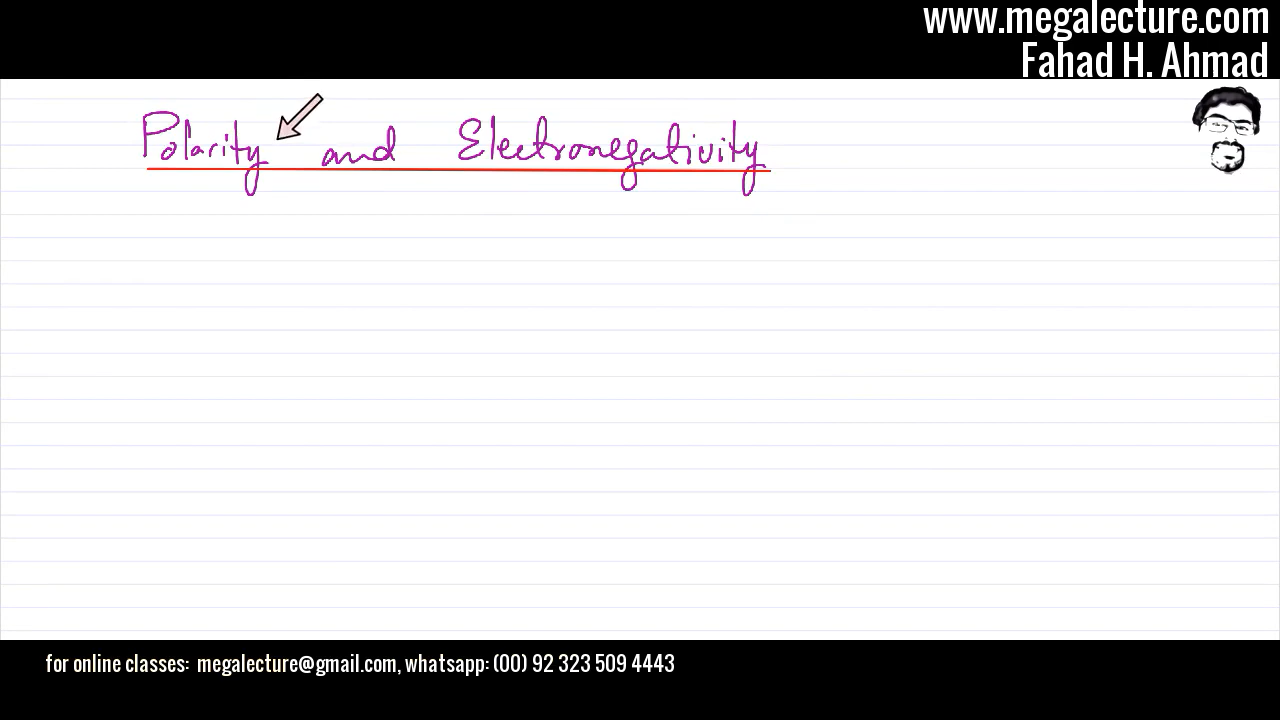 www.megalecture.com
Fahad H. Ahmad
Polarity and Electronegativity
for online classes: megalecture@gmail.com, whatsapp: (00) 92 323 509 4443